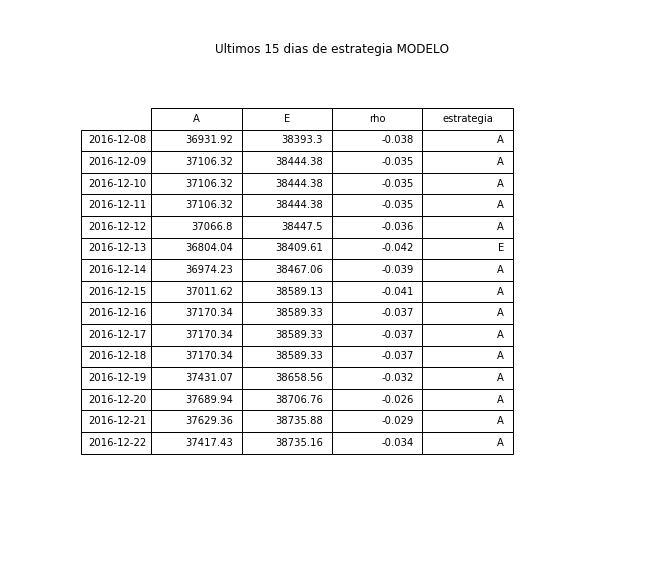 Ultimos 15 dias de estrategia MODELO
A E rho estrategia
2016-12-08 36931.92 38393.3 -0.038 A
2016-12-09 37106.32 38444.38 -0.035 A
2016-12-10 37106.32 38444.38 -0.035 A
2016-12-11 37106.32 38444.38 -0.035 A
2016-12-12 37066.8 38447.5 -0.036 A
2016-12-13 36804.04 38409.61 -0.042 E
2016-12-14 36974.23 38467.06 -0.039 A
2016-12-15 37011.62 38589.13 -0.041 A
2016-12-16 37170.34 38589.33 -0.037 A
2016-12-17 37170.34 38589.33 -0.037 A
2016-12-18 37170.34 38589.33 -0.037 A
2016-12-19 37431.07 38658.56 -0.032 A
2016-12-20 37689.94 38706.76 -0.026 A
2016-12-21 37629.36 38735.88 -0.029 A
2016-12-22 37417.43 38735.16 -0.034 A